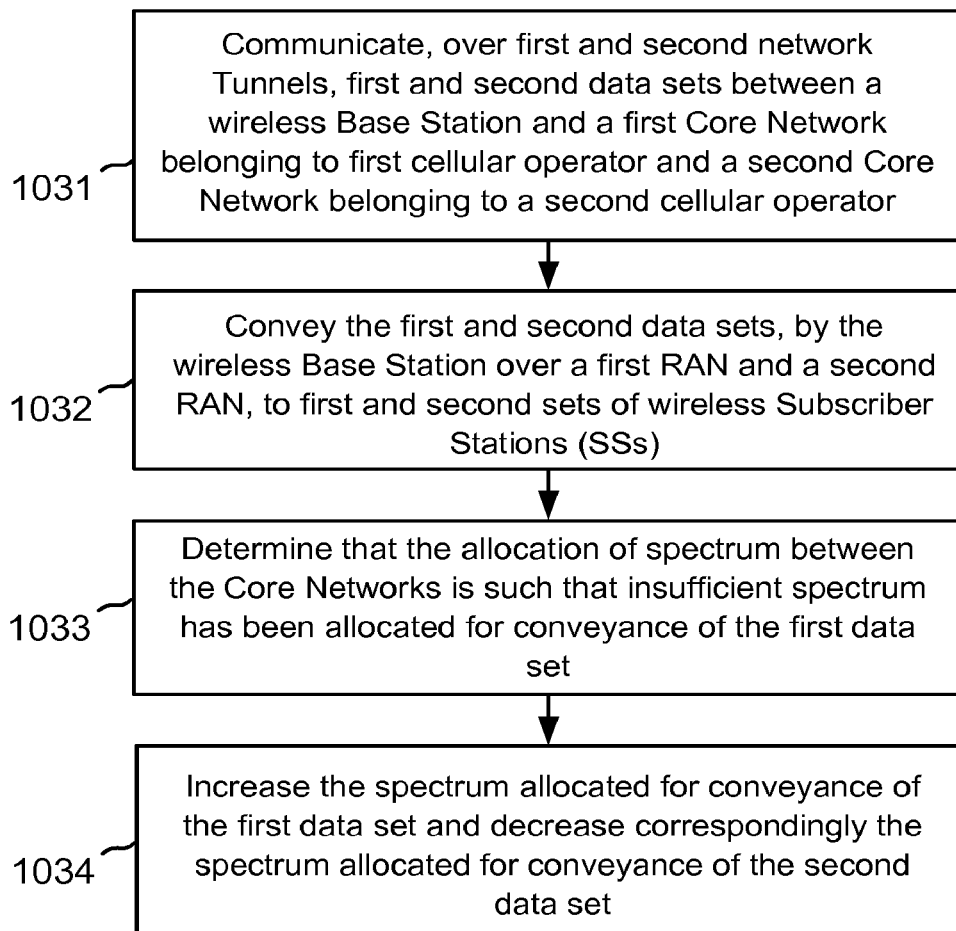 Communicate, over first and second network
Tunnels, first and second data sets between a
wireless Base Station and a first Core Network
belonging to first cellular operator and a second Core
Network belonging to a second cellular operator
1031
Convey the first and second data sets, by the
wireless Base Station over a first RAN and a second
RAN, to first and second sets of wireless Subscriber
Stations (SSs)
1032
Determine that the allocation of spectrum between
the Core Networks is such that insufficient spectrum
has been allocated for conveyance of the first data
set
1033
Increase the spectrum allocated for conveyance of
the first data set and decrease correspondingly the
spectrum allocated for conveyance of the second
data set
1034